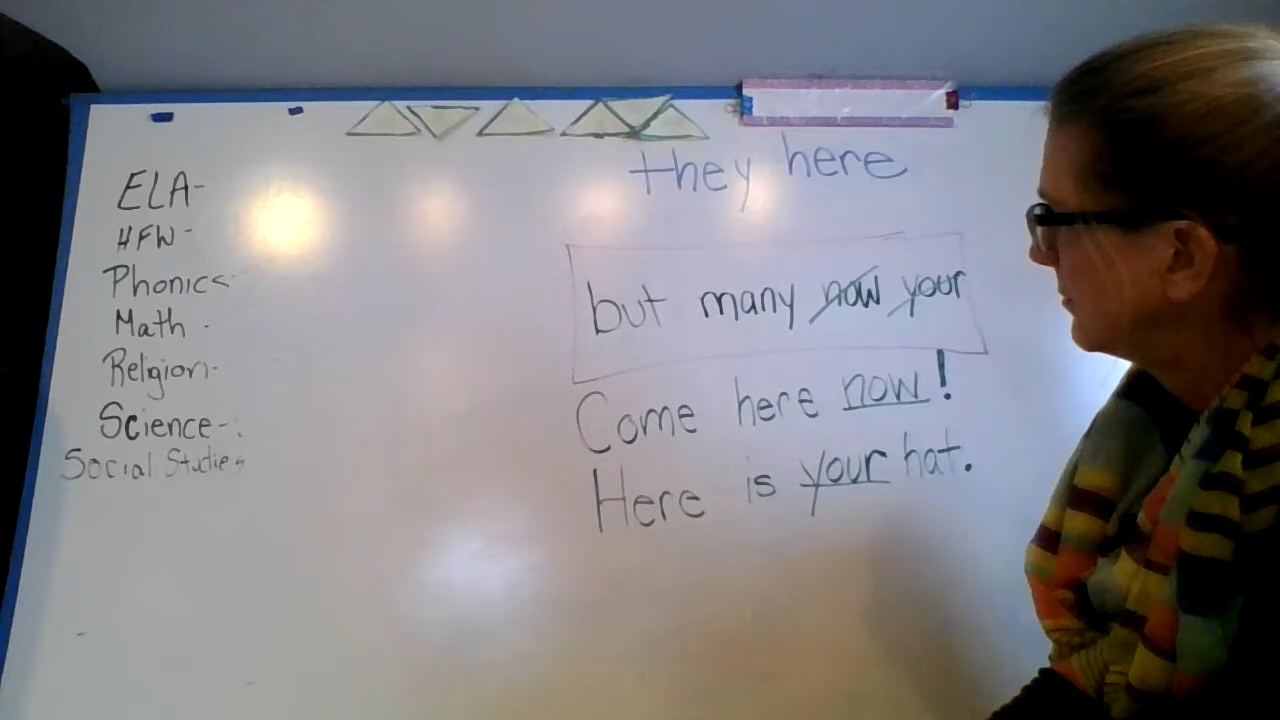 ELA-
HFW-
Phonics
Math -
Religion-
Science-
Social Studies
they here
but many now your
Come here now!
Here is your hat.